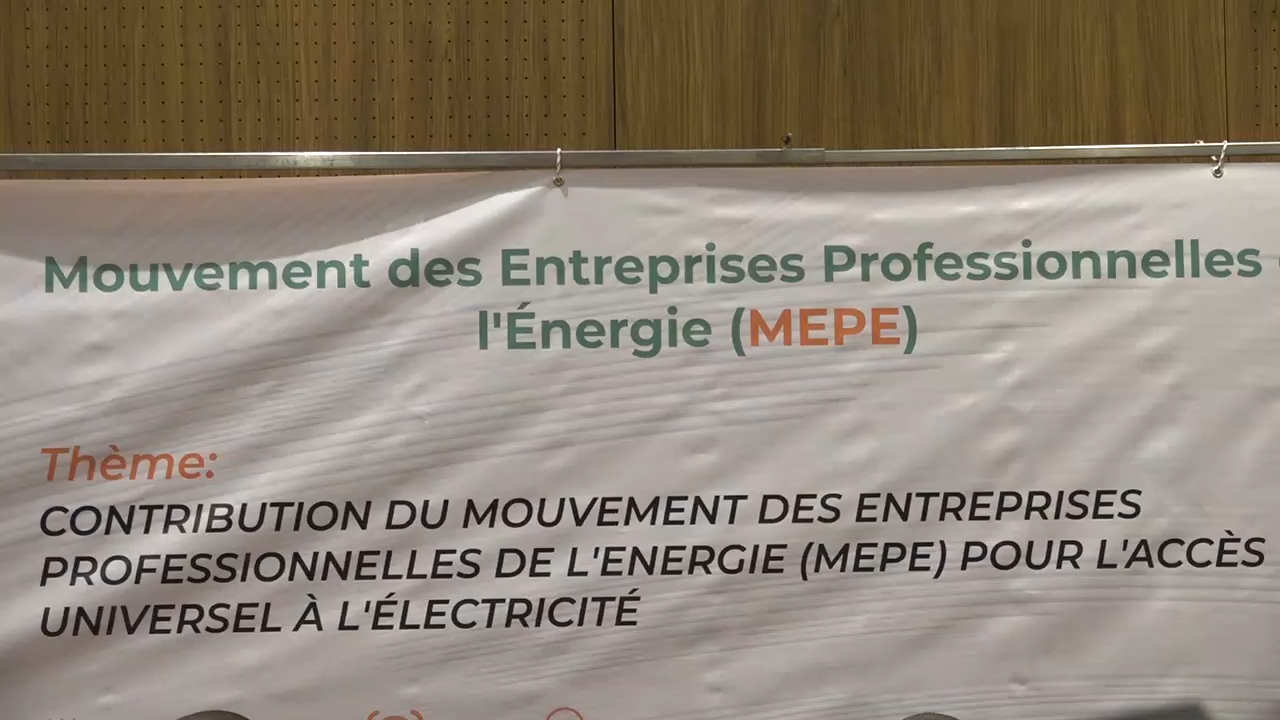 Mouvement des Entreprises Professionnelles
l'Énergie (MEPE)
Thème:
CONTRIBUTION DU MOUVEMENT DES ENTREPRISES
PROFESSIONNELLES DE L'ENERGIE (MEPE) POUR L'ACCÈS
UNIVERSEL À L'ÉLECTRICITÉ